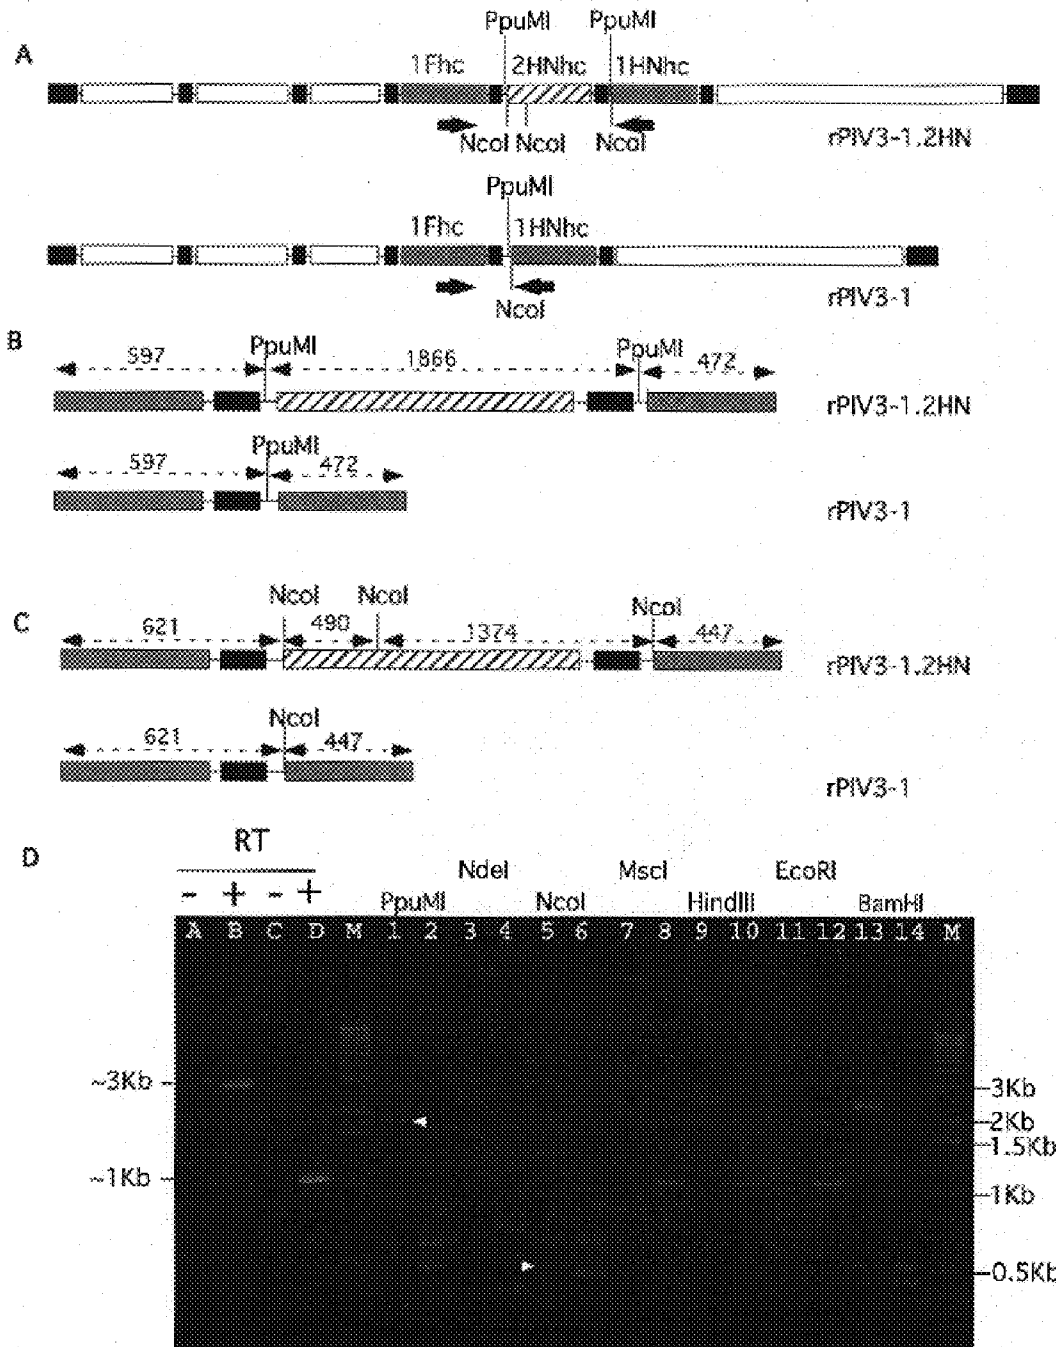 A
PpuMI PpuMI
1Fhc 2HNhc 1HNhc
NcoI NcoI NcoI
rPIV3-1.2HN
PpuMI
1Fhc 1HNhc
NcoI
rPIV3-1
B
597 PpuMI 1866 PpuMI 472
rPIV3-1.2HN
597 PpuMI 472
rPIV3-1
C
NcoI NcoI NcoI
621 490 1374 447
rPIV3-1.2HN
NcoI
621 447
rPIV3-1
D
RT
- + - +
NdeI MscI EcoRI
PpuMI NcoI HindIII BamHI
A B C D M 1 2 3 4 5 6 7 8 9 10 11 12 13 14 M
~3Kb
~1Kb
3Kb
2Kb
1.5Kb
1Kb
0.5Kb